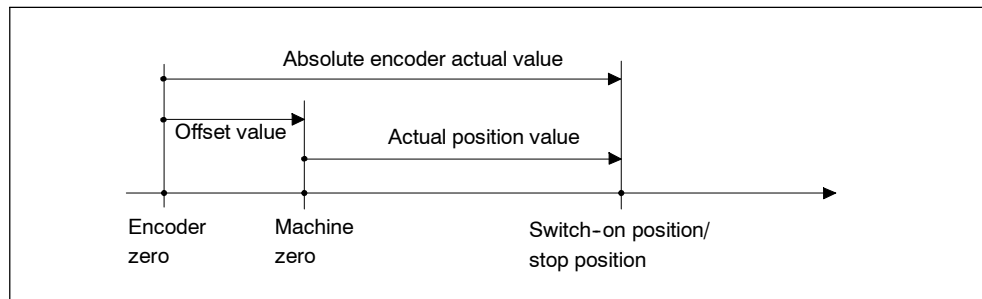 Absolute encoder actual value
Offset value
Actual position value
Encoder
zero
Machine
zero
Switch-on position/
stop position